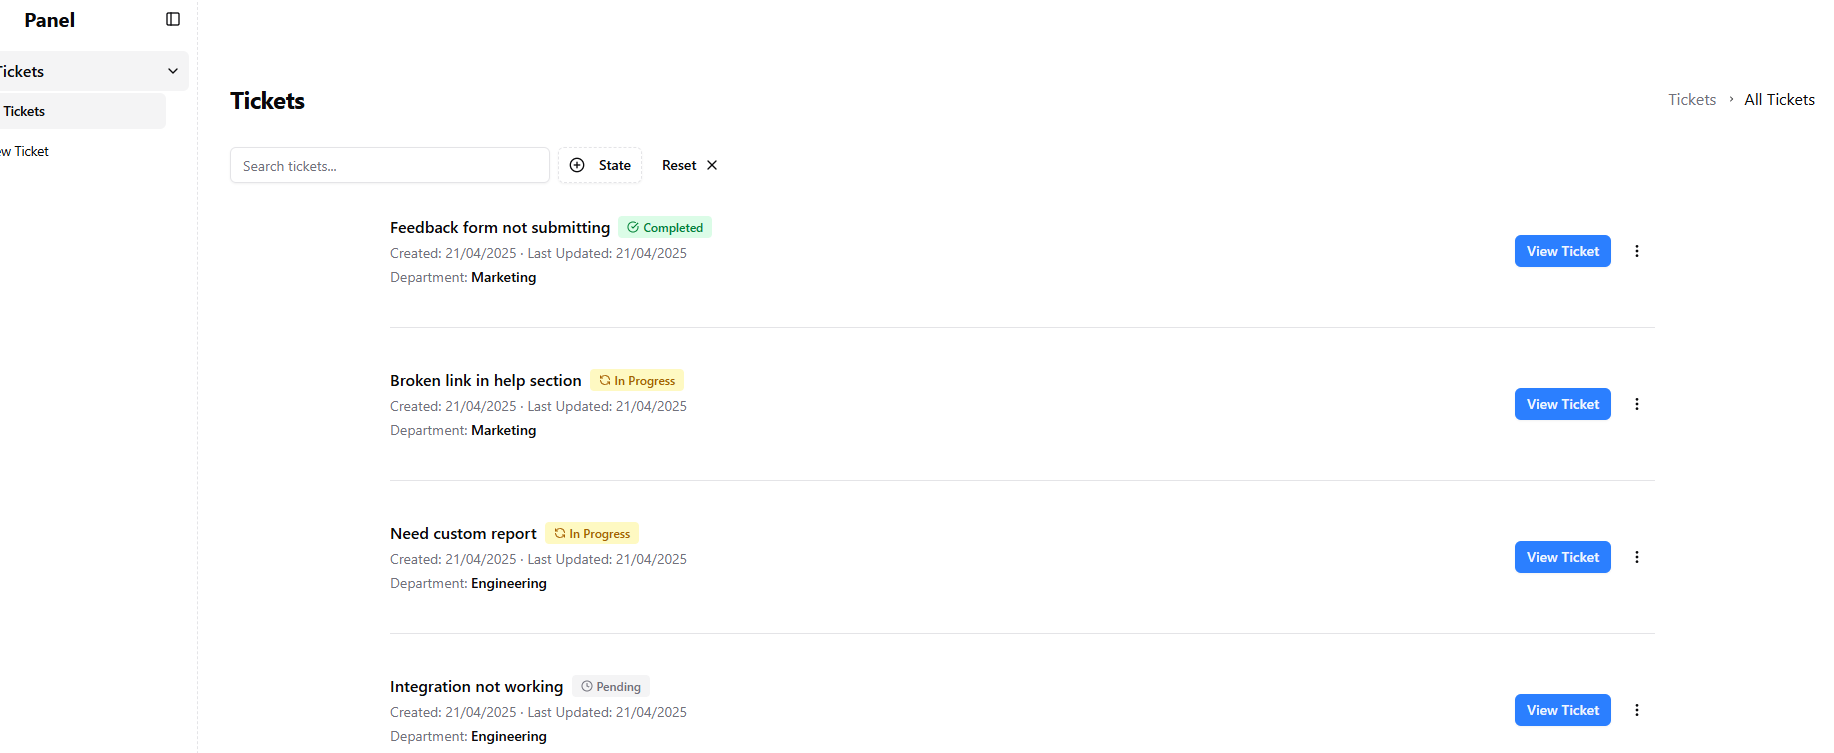 Panel
Tickets
Tickets
w Ticket
Tickets
Tickets › All Tickets
Search tickets...
State
Reset
Feedback form not submitting Completed
Created: 21/04/2025 · Last Updated: 21/04/2025
Department: Marketing
View Ticket
Broken link in help section In Progress
Created: 21/04/2025 · Last Updated: 21/04/2025
Department: Marketing
View Ticket
Need custom report In Progress
Created: 21/04/2025 · Last Updated: 21/04/2025
Department: Engineering
View Ticket
Integration not working Pending
Created: 21/04/2025 · Last Updated: 21/04/2025
Department: Engineering
View Ticket